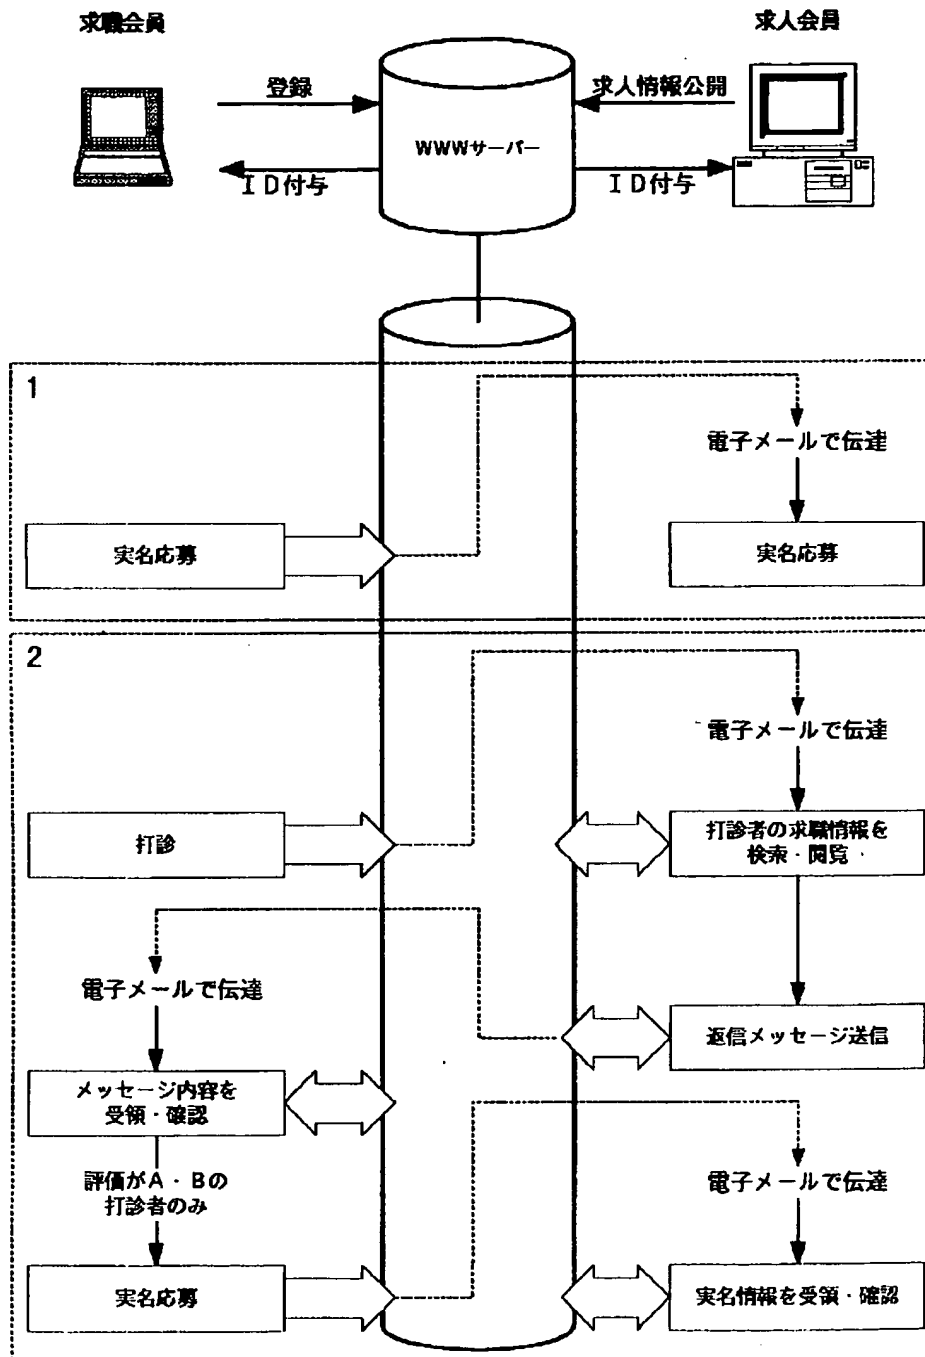 求職会員
求人会員
登録
求人情報公開
WWWサーバー
ID付与
ID付与
1
電子メールで伝達
実名応募
実名応募
2
電子メールで伝達
打診
打診者の求職情報を
検索・閲覧
電子メールで伝達
返信メッセージ送信
メッセージ内容を
受領・確認
評価がA・Bの
打診者のみ
電子メールで伝達
実名応募
実名情報を受領・確認